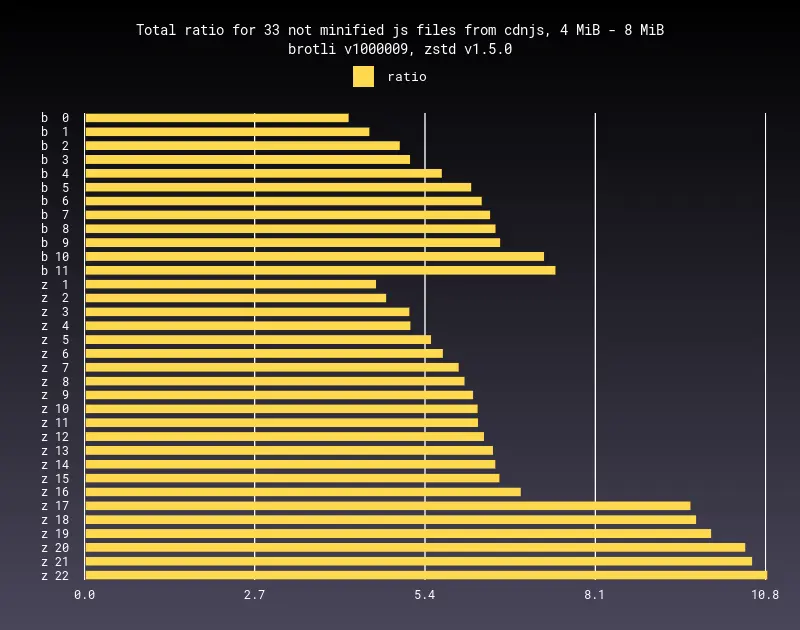 Total ratio for 33 not minified js files from cdnjs, 4 MiB - 8 MiB
brotli v1000009, zstd v1.5.0
ratio
b 0
b 1
b 2
b 3
b 4
b 5
b 6
b 7
b 8
b 9
b 10
b 11
z 1
z 2
z 3
z 4
z 5
z 6
z 7
z 8
z 9
z 10
z 11
z 12
z 13
z 14
z 15
z 16
z 17
z 18
z 19
z 20
z 21
z 22
0.0 2.7 5.4 8.1 10.8